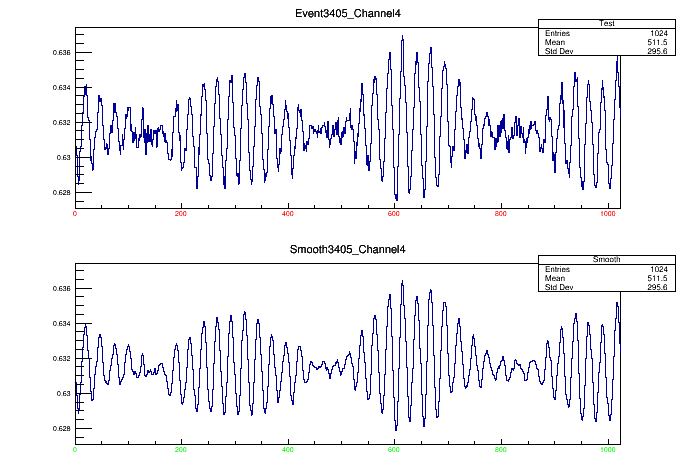 Event3405_Channel4
Test
Entries 1024
Mean 511.5
Std Dev 295.6
0.636
0.634
0.632
0.63
0.628
0 200 400 600 800 1000
Smooth3405_Channel4
Smooth
Entries 1024
Mean 511.5
Std Dev 295.6
0.636
0.634
0.632
0.63
0.628
0 200 400 600 800 1000